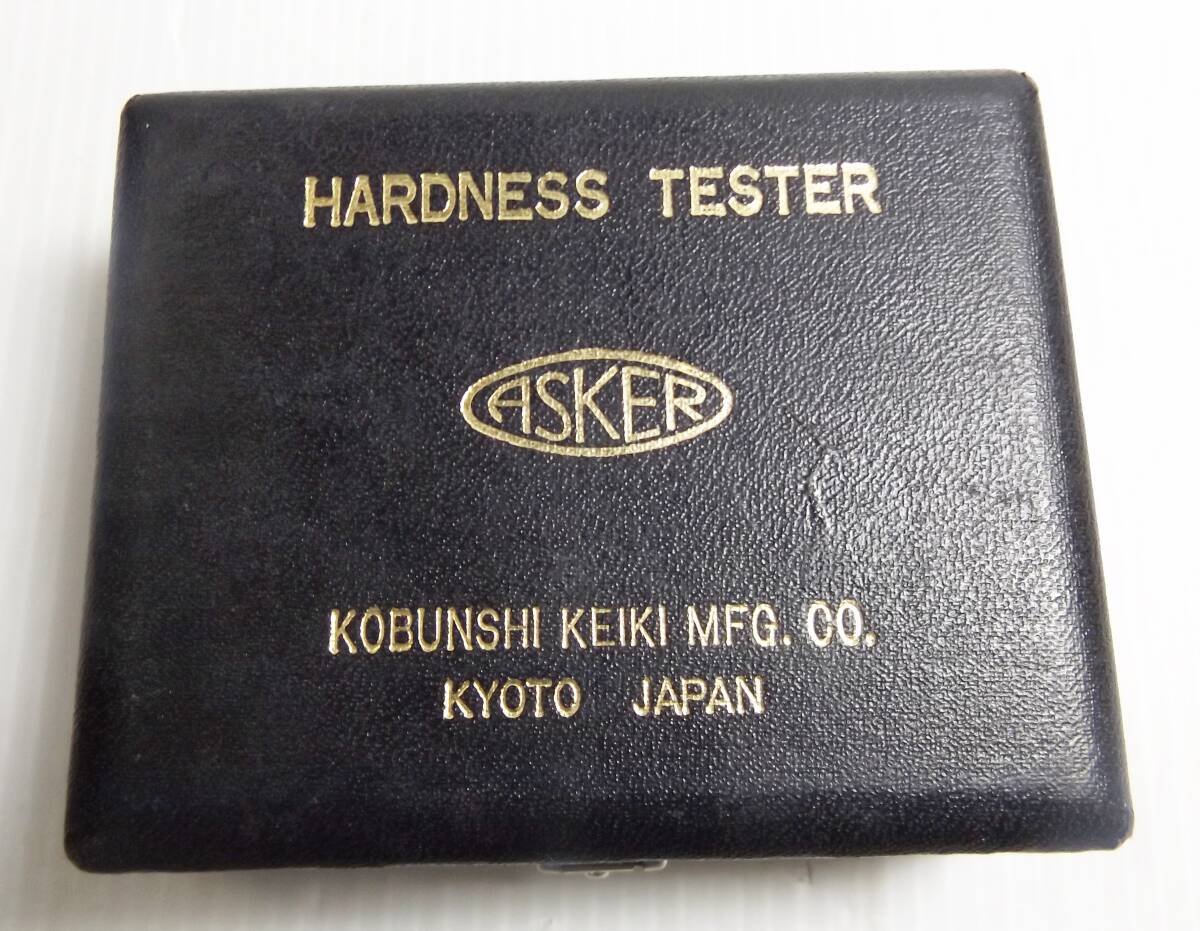 HARDNESS TESTER
ASKER
KOBUNSHI KEIKI MFG. CO.
KYOTO JAPAN